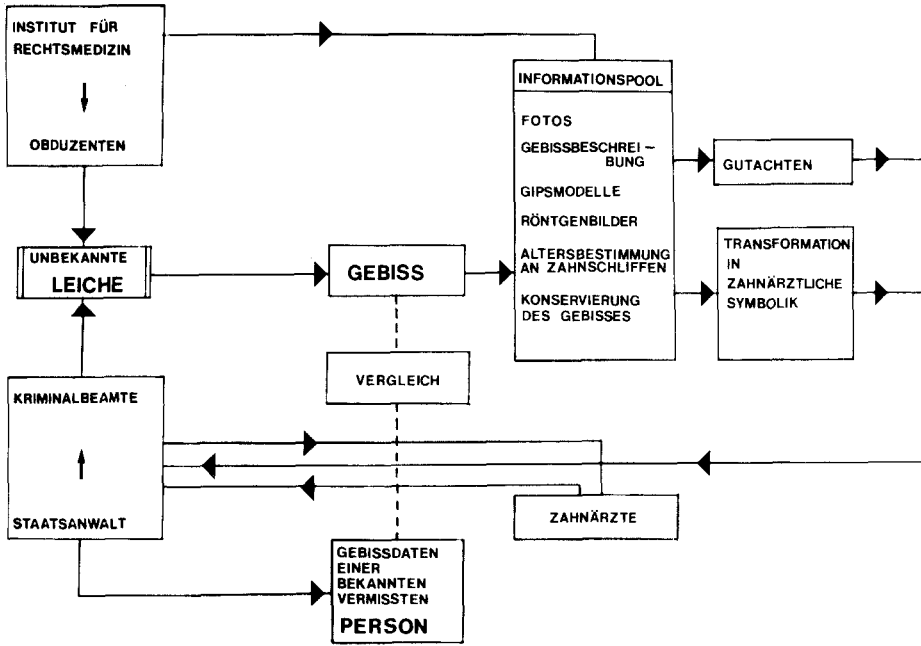 INSTITUT FÜR
RECHTSMEDIZIN
OBDUZENTEN
INFORMATIONSPOOL
FOTOS
GEBISSBESCHREI-
BUNG
GIPSMODELLE
RÖNTGENBILDER
ALTERSBESTIMMUNG
AN ZAHNSCHLIFFEN
KONSERVIERUNG
DES GEBISSES
GUTACHTEN
TRANSFORMATION
IN
ZAHNÄRZTLICHE
SYMBOLIK
UNBEKANNTE
LEICHE
GEBISS
VERGLEICH
KRIMINALBEAMTE
STAATSANWALT
ZAHNÄRZTE
GEBISSDATEN
EINER
BEKANNTEN
VERMISSTEN
PERSON